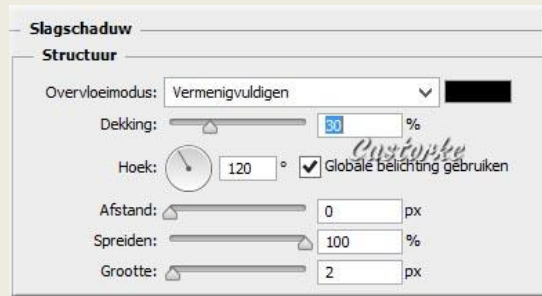 Slagschaduw
Structuur
Overvloeimodus: Vermenigvuldigen
Dekking: 30 %
Castorke
Hoek: 120 ° Globale belichting gebruiken
Afstand: 0 px
Spreiden: 100 %
Grootte: 2 px